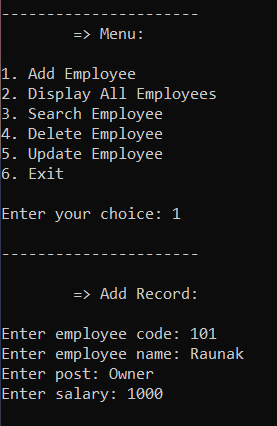 ----------------------
=> Menu:
1. Add Employee
2. Display All Employees
3. Search Employee
4. Delete Employee
5. Update Employee
6. Exit
Enter your choice: 1
----------------------
=> Add Record:
Enter employee code: 101
Enter employee name: Raunak
Enter post: Owner
Enter salary: 1000